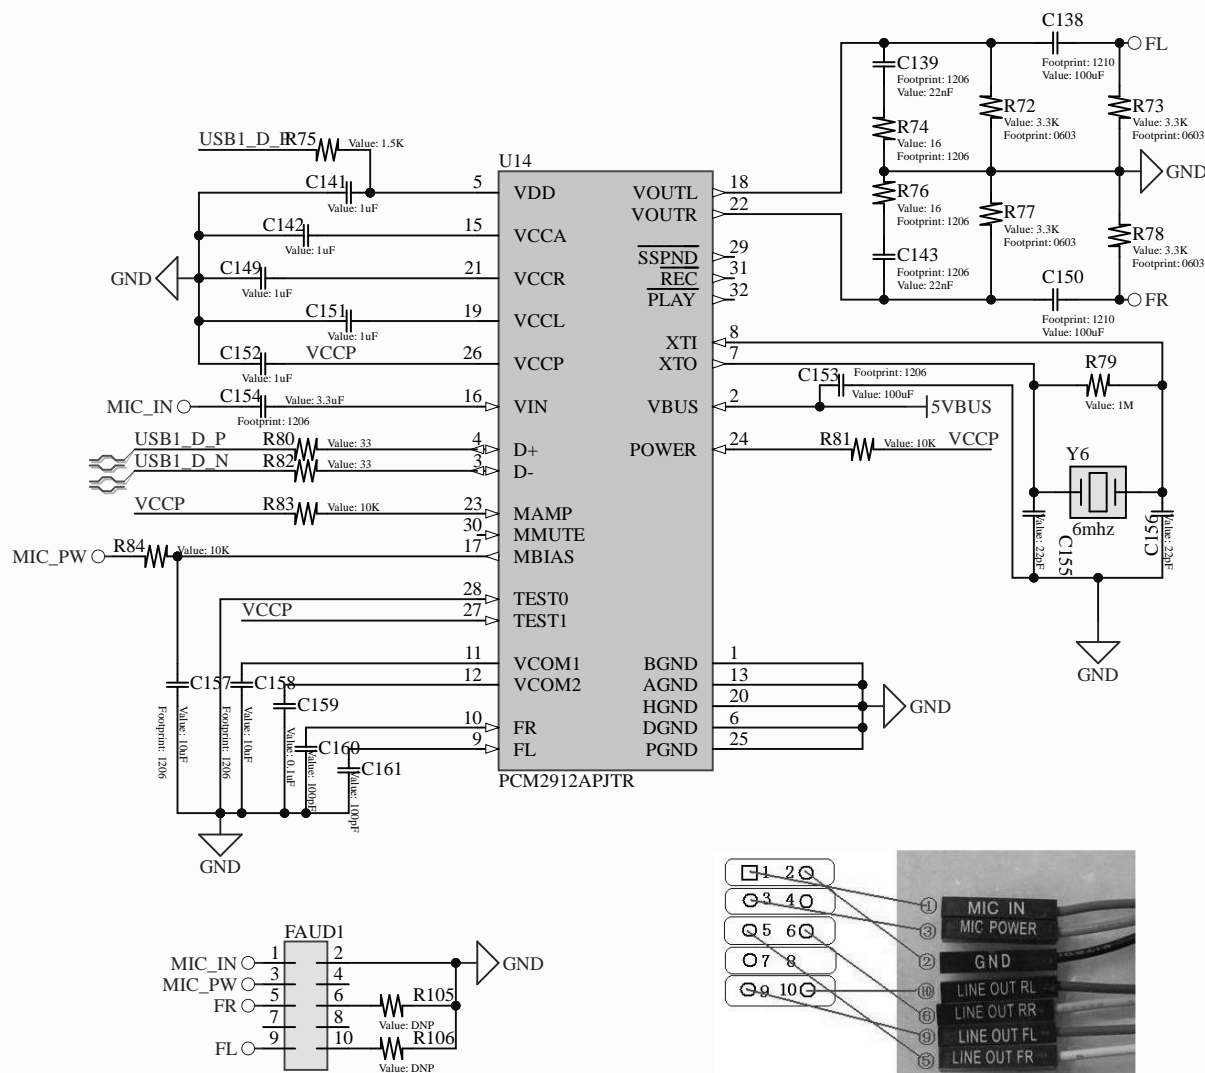 C138
FL
Footprint: 1210
Value: 100uF
C139
Footprint: 1206
Value: 22nF
R72
Value: 3.3K
Footprint: 0603
R73
Value: 3.3K
Footprint: 0603
R74
Value: 16
Footprint: 1206
GND
R76
Value: 16
Footprint: 1206
R77
Value: 3.3K
Footprint: 0603
R78
Value: 3.3K
Footprint: 0603
C143
Footprint: 1206
Value: 22nF
C150
FR
Footprint: 1210
Value: 100uF
USB1_D_P
R75
Value: 1.5K
U14
C141
Value: 1uF
5 VDD
C142
Value: 1uF
15 VCCA
GND
C149
Value: 1uF
21 VCCR
C151
Value: 1uF
19 VCCL
C152
Value: 1uF
VCCP
26 VCCP
MIC_IN
C154
Value: 3.3uF
Footprint: 1206
16 VIN
USB1_D_P
R80
Value: 33
4 D+
USB1_D_N
R82
Value: 33
3 D-
VCCP
R83
Value: 10K
23 MAMP
30 MMUTE
MIC_PW
R84
Value: 10K
17 MBIAS
28 TEST0
VCCP
27 TEST1
11 VCOM1
12 VCOM2
10 FR
9 FL
VOUTL 18
VOUTR 22
SSPND 29
REC 31
PLAY 32
XTI 8
XTO 7
VBUS 2
POWER 24
BGND 1
AGND 13
HGND 20
DGND 6
PGND 25
GND
PCM2912APJTR
C153
Footprint: 1206
Value: 100uF
5VBUS
R81
Value: 10K
VCCP
R79
Value: 1M
Y6
6mhz
Value: 22pF
C155
C156
Value: 22pF
GND
C157
Footprint: 1206
Value: 10uF
C158
Footprint: 1206
Value: 10uF
C159
Value: 0.1uF
C160
Value: 100pF
C161
Value: 100pF
GND
FAUD1
MIC_IN 1 2 GND
MIC_PW 3 4
FR 5 6 R105
Value: DNP
7 8
FL 9 10 R106
Value: DNP
1 2
3 4
5 6
7 8
9 10
① MIC IN
③ MIC POWER
② GND
⑩ LINE OUT RL
⑥ LINE OUT RR
⑨ LINE OUT FL
⑤ LINE OUT FR